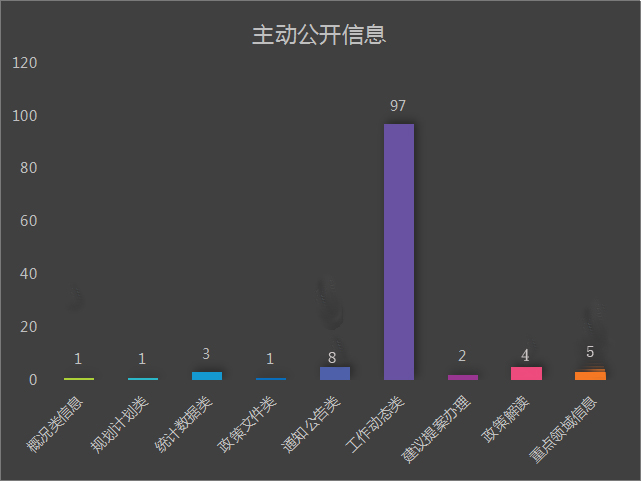 主动公开信息
120
100
80
60
40
20
0
1
1
3
1
8
97
2
4
5
概况类信息
规划计划类
统计数据类
政策文件类
通知公告类
工作动态类
建议提案办理
政策解读
重点领域信息